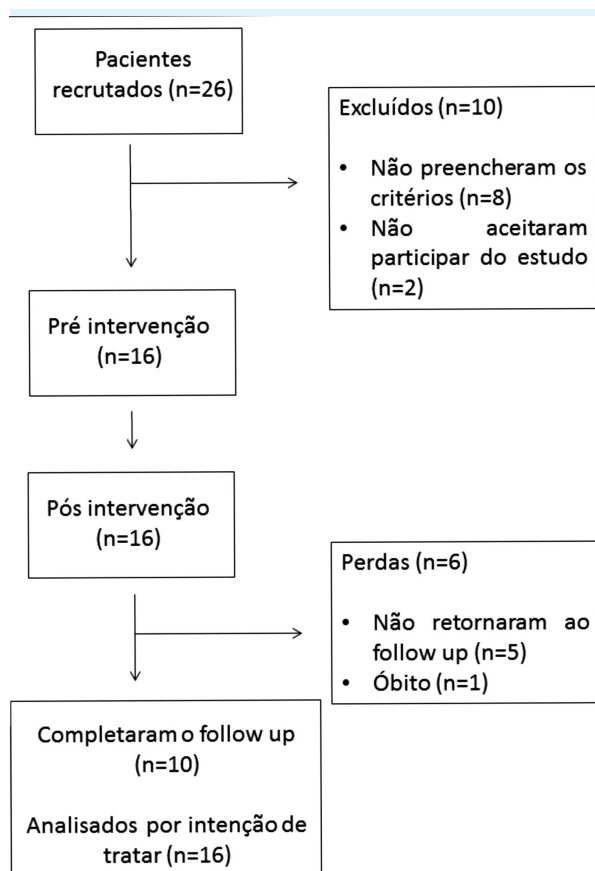 Pacientes
recrutados (n=26)
Excluídos (n=10)
• Não preencheram os
critérios (n=8)
• Não aceitaram
participar do estudo
(n=2)
Pré intervenção
(n=16)
Pós intervenção
(n=16)
Perdas (n=6)
• Não retornaram ao
follow up (n=5)
• Óbito (n=1)
Completaram o follow up
(n=10)
Analisados por intenção de
tratar (n=16)